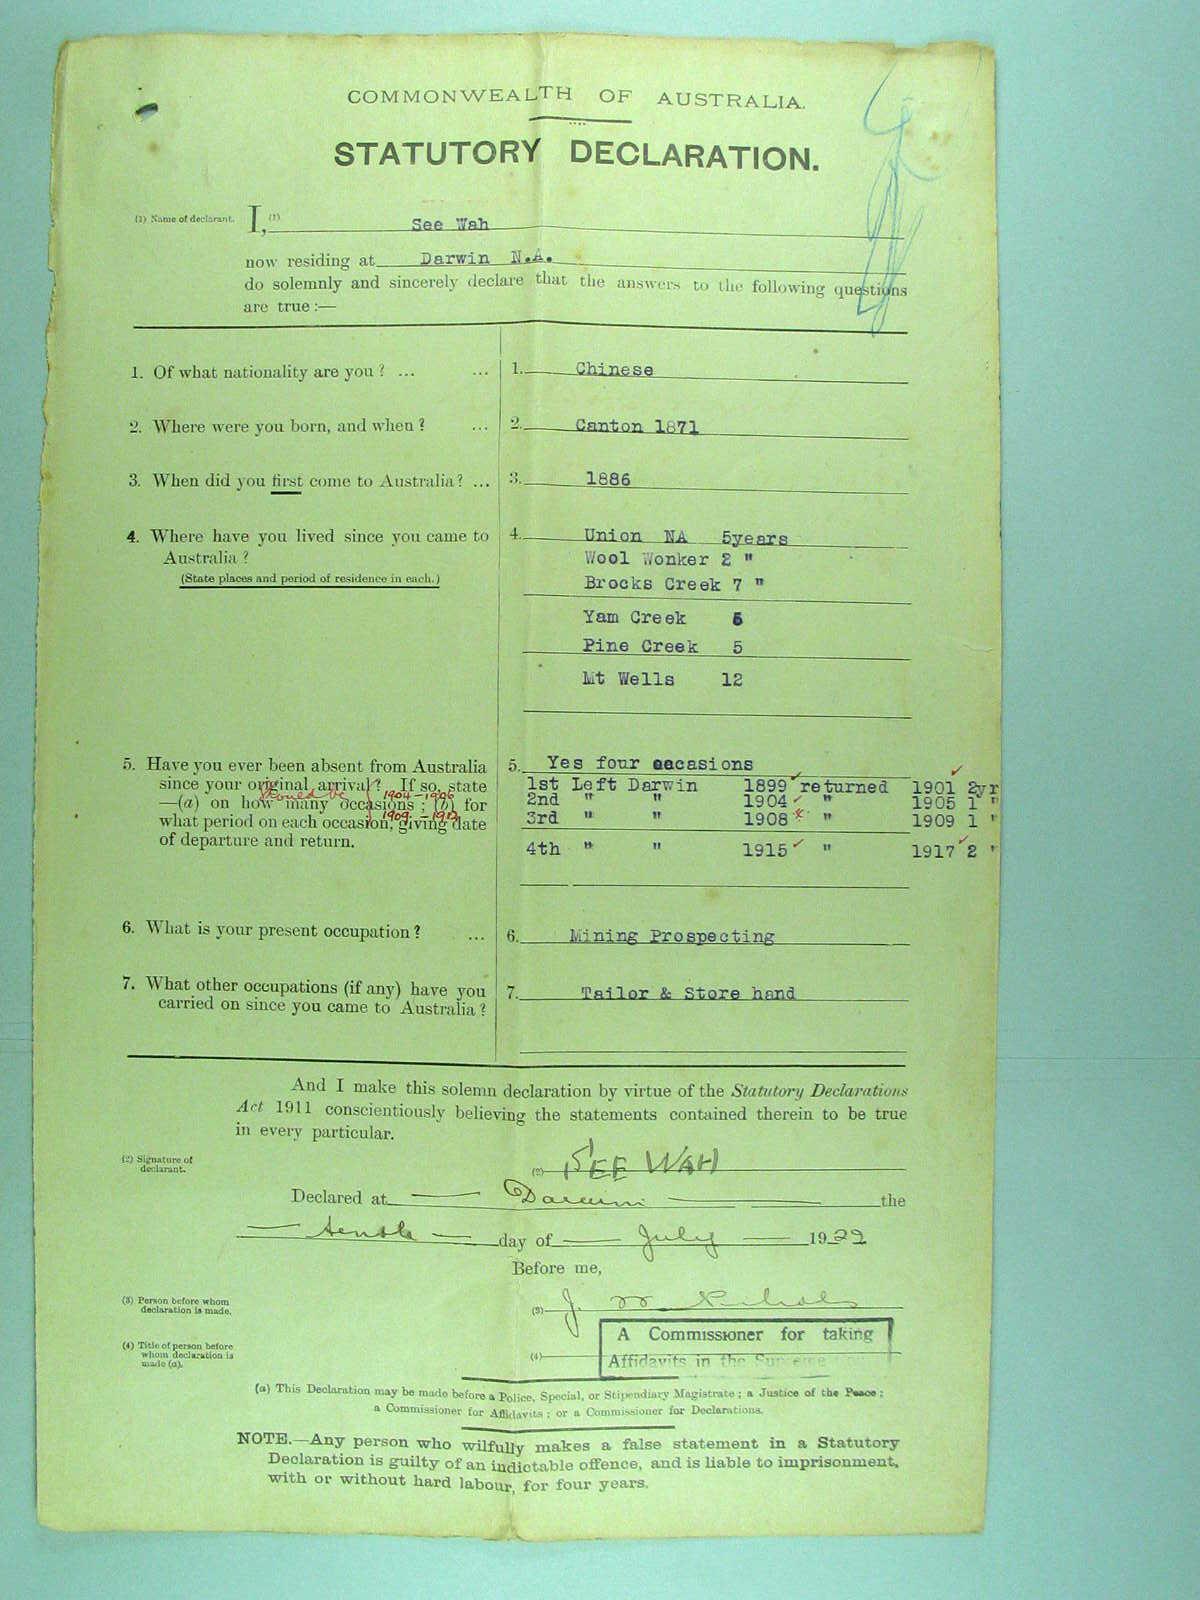 COMMONWEALTH OF AUSTRALIA.
STATUTORY DECLARATION.
(1) Name of declarant. I, (1) See Wah
now residing at Darwin N.A.
do solemnly and sincerely declare that the answers to the following questions
are true :—
1. Of what nationality are you ? ... ... 1. Chinese
2. Where were you born, and when ? ... 2. Canton 1871
3. When did you first come to Australia? ... 3. 1886
4. Where have you lived since you came to 4. Union NA 5years
Australia ? Wool Wonker 2 "
(State places and period of residence in each.) Brocks Creek 7 "
Yam Creek 6
Pine Creek 5
Mt Wells 12
5. Have you ever been absent from Australia 5. Yes four occasions
since your original arrival? If so, state 1st Left Darwin 1899 returned 1901 2yr
should be 1904-1906
—(a) on how many occasions ; (b) for 2nd " " 1904 " 1905 1 "
1909 - 1912
what period on each occasion, giving date 3rd " " 1908 * " 1909 1 "
of departure and return. 4th " " 1915 " 1917 2 "
6. What is your present occupation ? ... 6. Mining Prospecting
7. What other occupations (if any) have you 7. Tailor & Store hand
carried on since you came to Australia ?
And I make this solemn declaration by virtue of the Statutory Declarations
Act 1911 conscientiously believing the statements contained therein to be true
in every particular.
(2) Signature of
declarant. (2) SEE WAH
Declared at Darwin the
tenth day of July 1922
Before me,
(3) Person before whom
declaration is made. (3) J. W Nichols
(4) Title of person before
whom declaration is
made (a). (4)
A Commissioner for taking
Affidavits in the Supreme
(a) This Declaration may be made before a Police, Special, or Stipendiary Magistrate ; a Justice of the Peace ;
a Commissioner for Affidavits ; or a Commissioner for Declarations.
NOTE.—Any person who wilfully makes a false statement in a Statutory
Declaration is guilty of an indictable offence, and is liable to imprisonment,
with or without hard labour, for four years.